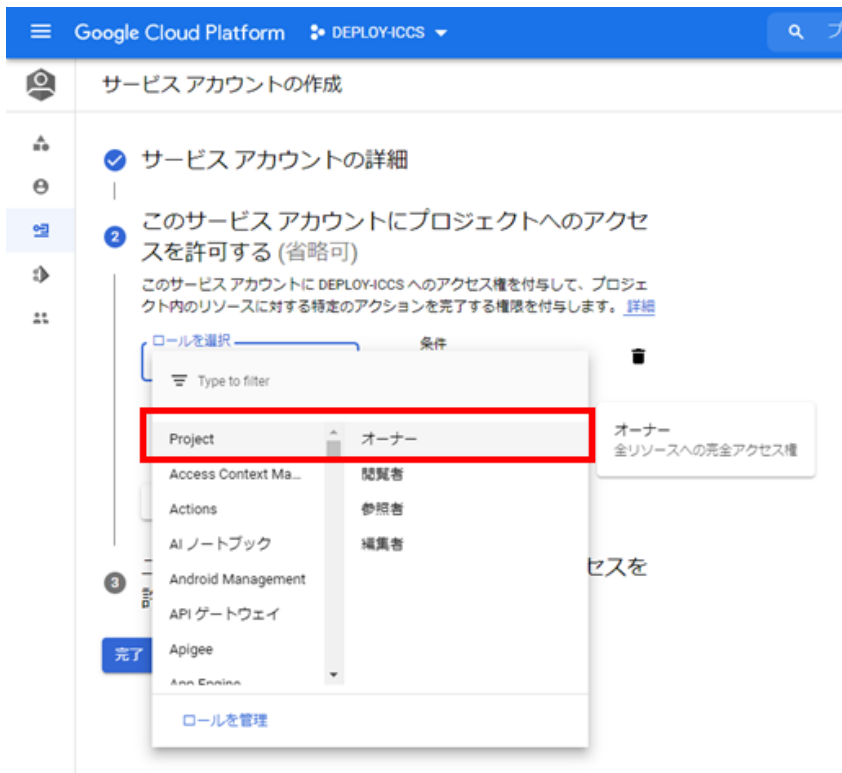 Google Cloud Platform DEPLOY-ICCS
サービス アカウントの作成
サービス アカウントの詳細
2
このサービス アカウントにプロジェクトへのアクセ
スを許可する (省略可)
このサービス アカウントに DEPLOY-ICCS へのアクセス権を付与して、プロジェ
クト内のリソースに対する特定のアクションを完了する権限を付与します。 詳細
ロールを選択
条件
Type to filter
Project
オーナー
オーナー
全リソースへの完全アクセス権
Access Context Ma...
閲覧者
Actions
参照者
AI ノートブック
編集者
Android Management
API ゲートウェイ
Apigee
App Engine
3
セスを
完了
ロールを管理